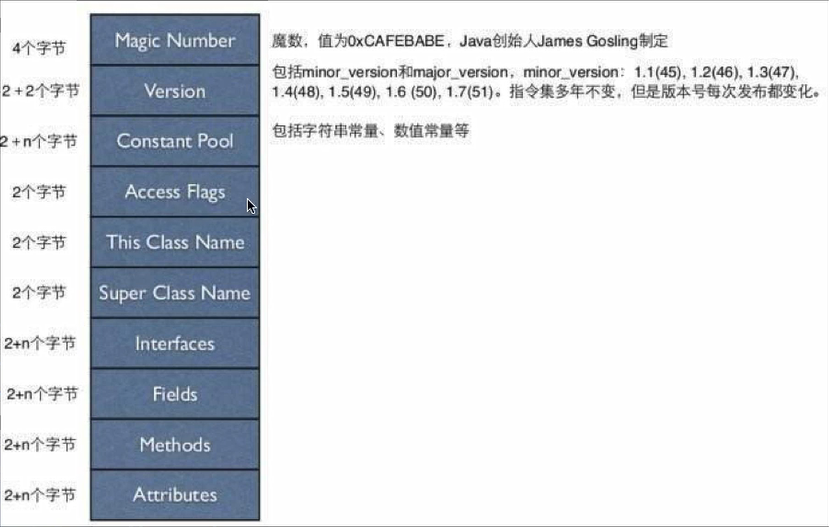 4个字节
Magic Number
魔数，值为0xCAFEBABE，Java创始人James Gosling制定
2＋2个字节
Version
包括minor_version和major_version，minor_version：1.1(45), 1.2(46), 1.3(47),
1.4(48), 1.5(49), 1.6 (50), 1.7(51)。指令集多年不变，但是版本号每次发布都变化。
2＋n个字节
Constant Pool
包括字符串常量、数值常量等
2个字节
Access Flags
2个字节
This Class Name
2个字节
Super Class Name
2+n个字节
Interfaces
2+n个字节
Fields
2+n个字节
Methods
2+n个字节
Attributes